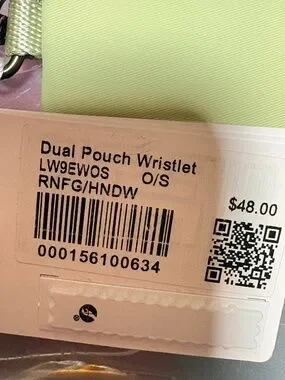 Dual Pouch Wristlet
LW9EWOS O/S
RNFG/HNDW
$48.00
000156100634
®